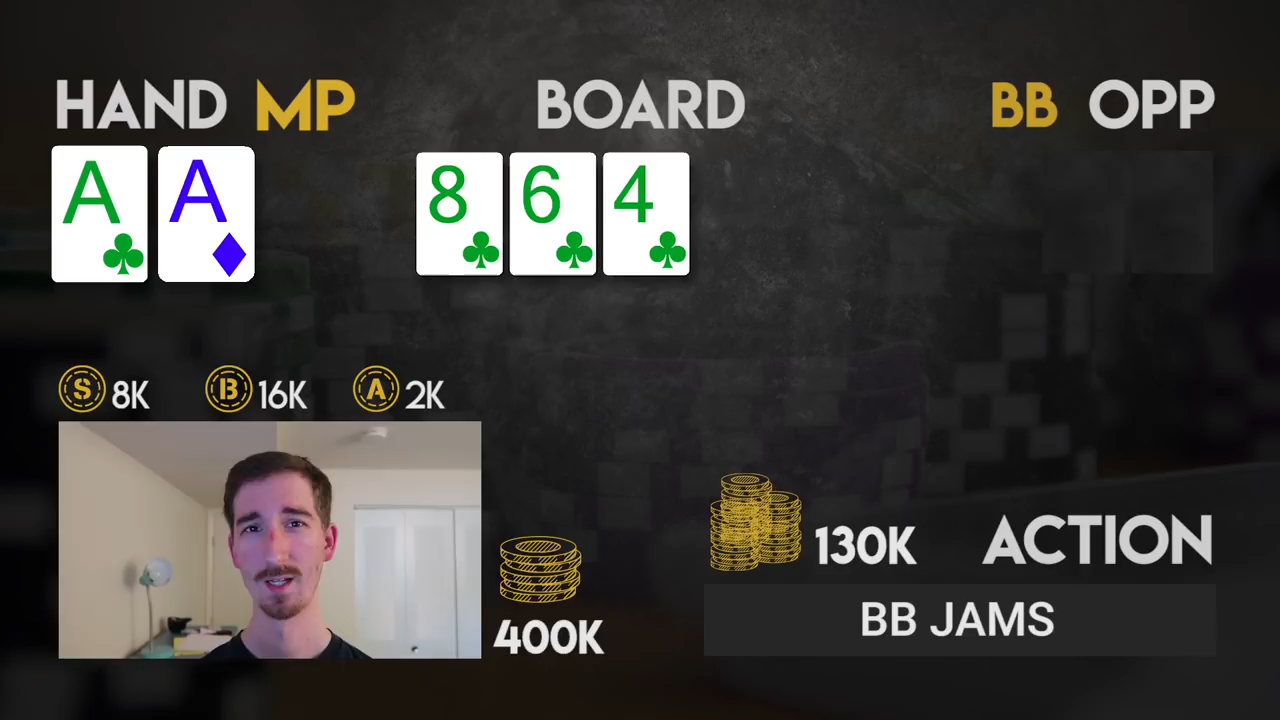 HAND MP BOARD BB OPP
A A 8 6 4
S 8K B 16K A 2K
130K ACTION
400K BB JAMS